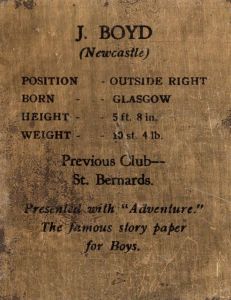 J. BOYD
(Newcastle)
POSITION - - OUTSIDE RIGHT
BORN - - GLASGOW
HEIGHT - - 5 ft. 8 in.
WEIGHT - - 10 st. 4 lb.
Previous Club—
St. Bernards.
Presented with "Adventure."
The famous story paper
for Boys.